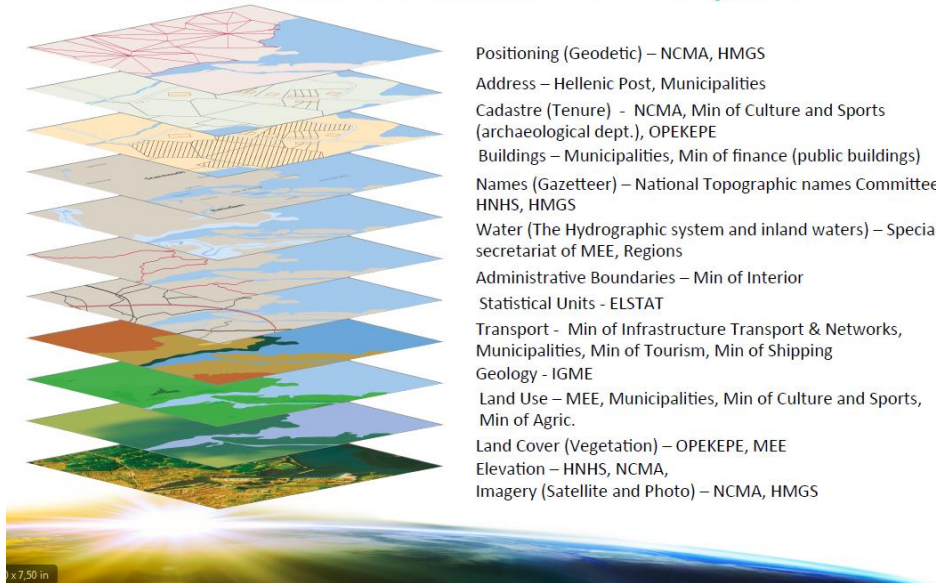 Positioning (Geodetic) – NCMA, HMGS
Address – Hellenic Post, Municipalities
Cadastre (Tenure) - NCMA, Min of Culture and Sports
(archaeological dept.), OPEKEPE
Buildings – Municipalities, Min of finance (public buildings)
Names (Gazetteer) – National Topographic names Committee
HNHS, HMGS
Water (The Hydrographic system and inland waters) – Specia
secretariat of MEE, Regions
Administrative Boundaries – Min of Interior
Statistical Units - ELSTAT
Transport - Min of Infrastructure Transport & Networks,
Municipalities, Min of Tourism, Min of Shipping
Geology - IGME
Land Use – MEE, Municipalities, Min of Culture and Sports,
Min of Agric.
Land Cover (Vegetation) – OPEKEPE, MEE
Elevation – HNHS, NCMA,
Imagery (Satellite and Photo) – NCMA, HMGS
0 x 7,50 in